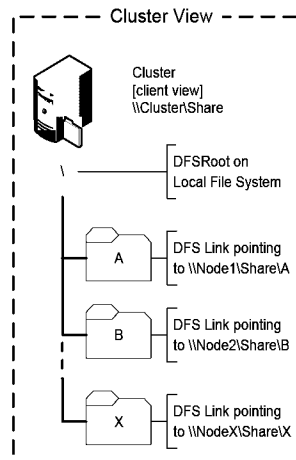 Cluster View
Cluster
[client view]
\\Cluster\Share
\
DFSRoot on
Local File System
A
DFS Link pointing
to \\Node1\Share\A
B
DFS Link pointing
to \\Node2\Share\B
X
DFS Link pointing
to \\NodeX\Share\X